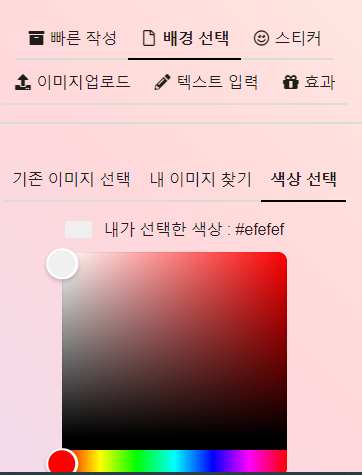 빠른 작성 배경 선택 스티커
이미지업로드 텍스트 입력 효과
기존 이미지 선택 내 이미지 찾기 색상 선택
내가 선택한 색상 : #efefef